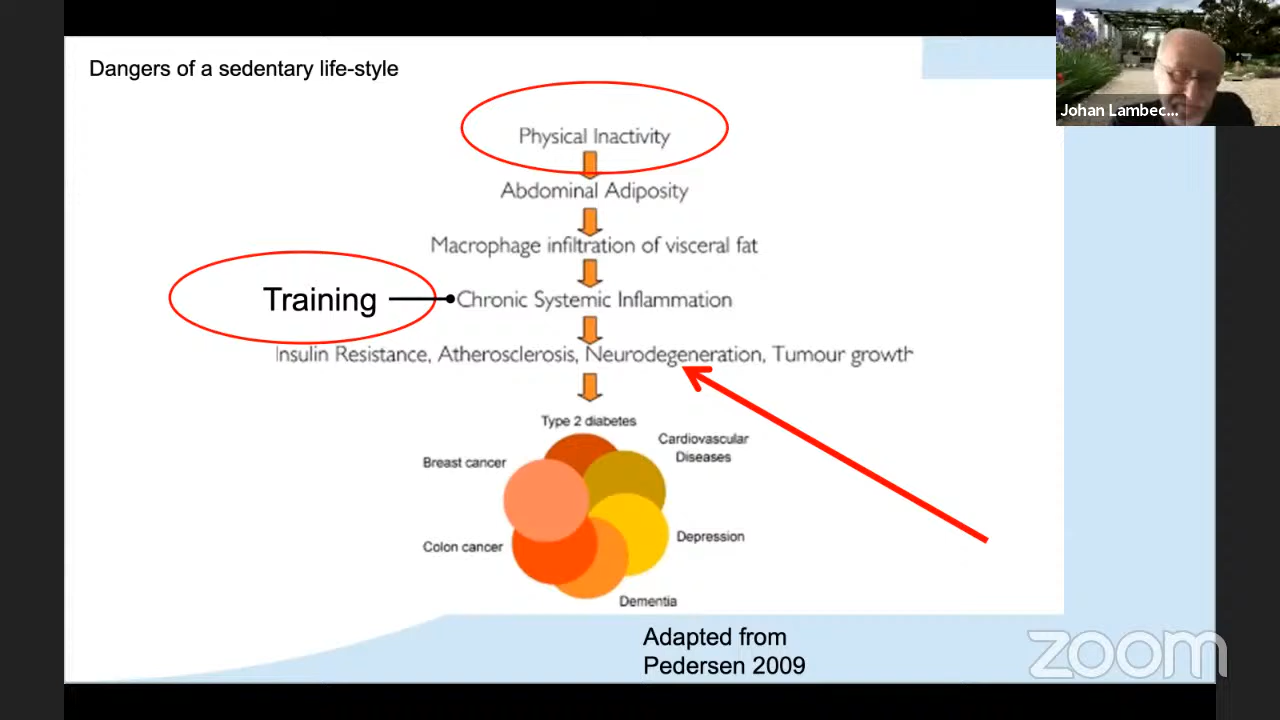 Dangers of a sedentary life-style
Johan Lambec...
Physical Inactivity
Abdominal Adiposity
Macrophage infiltration of visceral fat
Training
Chronic Systemic Inflammation
Insulin Resistance, Atherosclerosis, Neurodegeneration, Tumour growth
Type 2 diabetes
Cardiovascular
Diseases
Breast cancer
Depression
Colon cancer
Dementia
Adapted from
Pedersen 2009
zoom